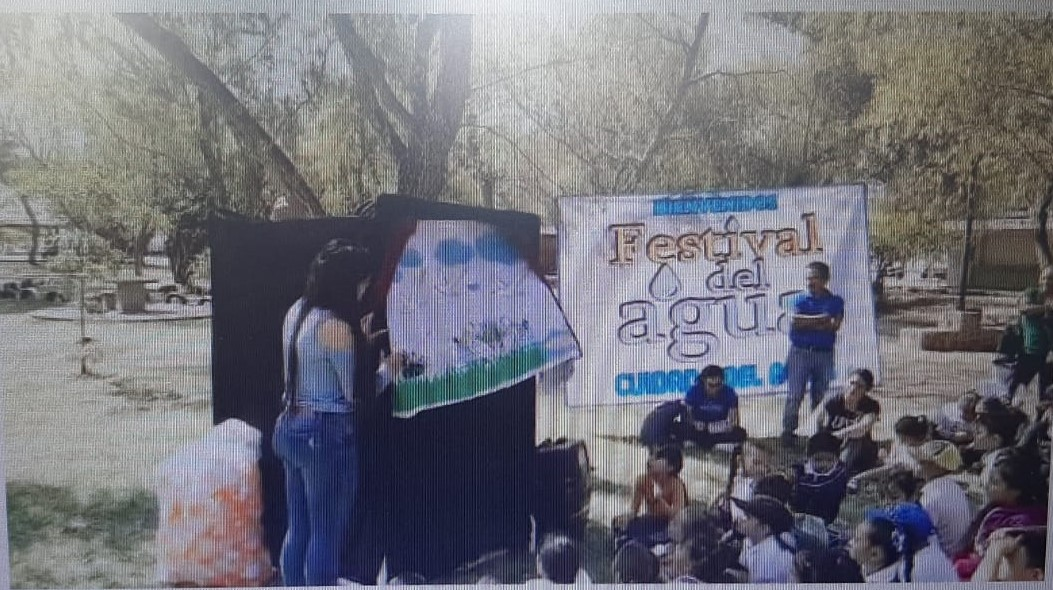 BIENVENIDOS
Festival
del
agua